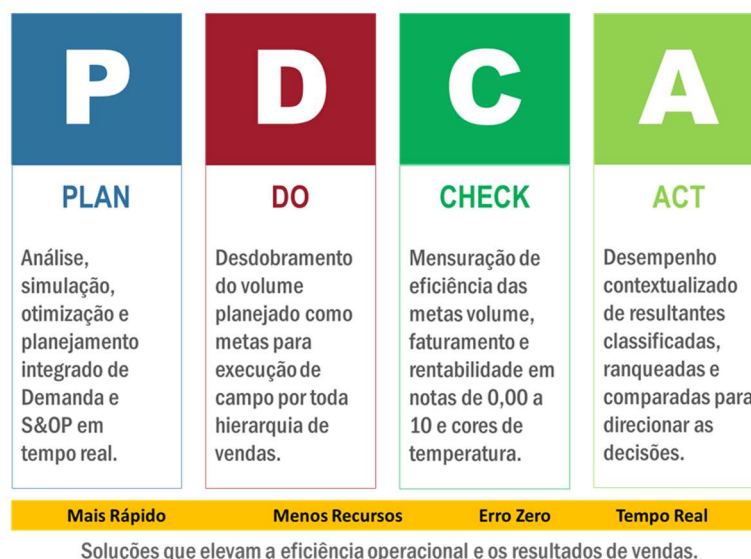 P
D
C
A
PLAN
DO
CHECK
ACT
Análise,
simulação,
otimização e
planejamento
integrado de
Demanda e
S&OP em
tempo real.
Desdobramento
do volume
planejado como
metas para
execução de
campo por toda
hierarquia de
vendas.
Mensuração de
eficiência das
metas volume,
faturamento e
rentabilidade em
notas de 0,00 a
10 e cores de
temperatura.
Desempenho
contextualizado
de resultantes
classificadas,
ranqueadas e
comparadas para
direcionar as
decisões.
Mais Rápido
Menos Recursos
Erro Zero
Tempo Real
Soluções que elevam a eficiência operacional e os resultados de vendas.